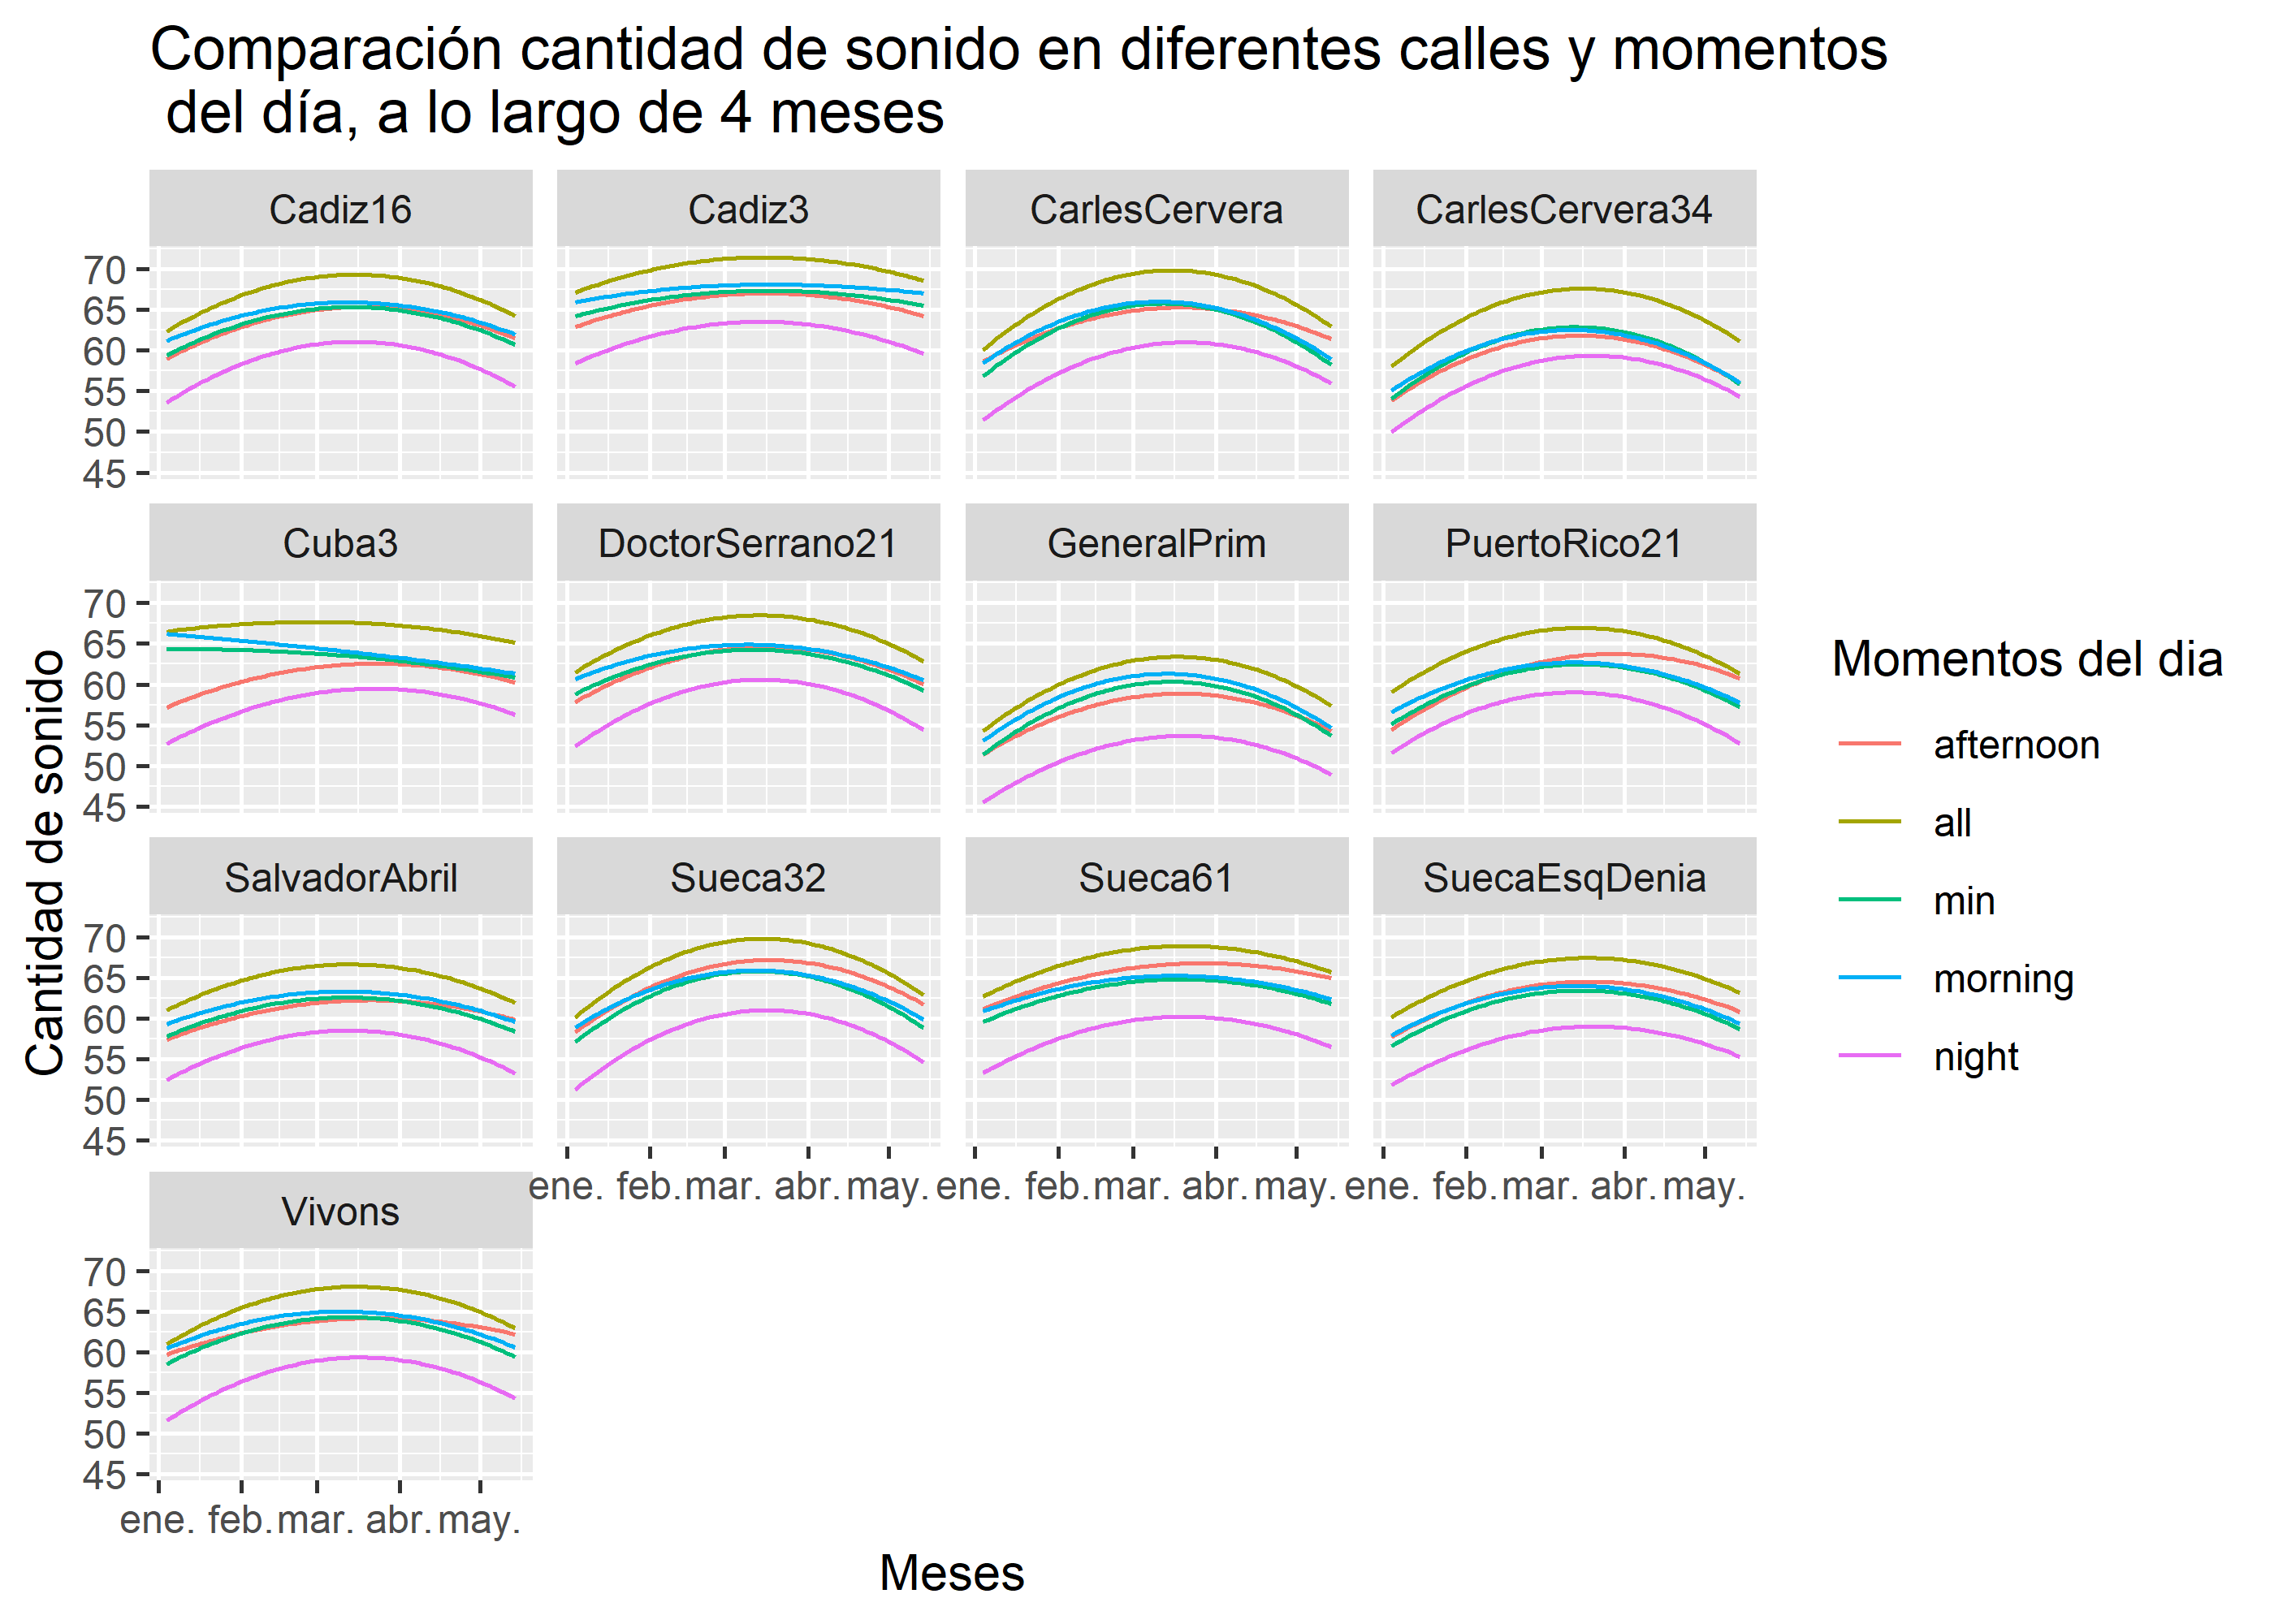 Comparación cantidad de sonido en diferentes calles y momentos
del día, a lo largo de 4 meses
Cadiz16
Cadiz3
CarlesCervera
CarlesCervera34
70
65
60
55
50
45
Cuba3
DoctorSerrano21
GeneralPrim
PuertoRico21
70
65
60
55
50
45
SalvadorAbril
Sueca32
Sueca61
SuecaEsqDenia
70
65
60
55
50
45
ene. feb. mar. abr. may.
ene. feb. mar. abr. may.
ene. feb. mar. abr. may.
Vivons
70
65
60
55
50
45
ene. feb. mar. abr. may.
Meses
Cantidad de sonido
Momentos del dia
afternoon
all
min
morning
night